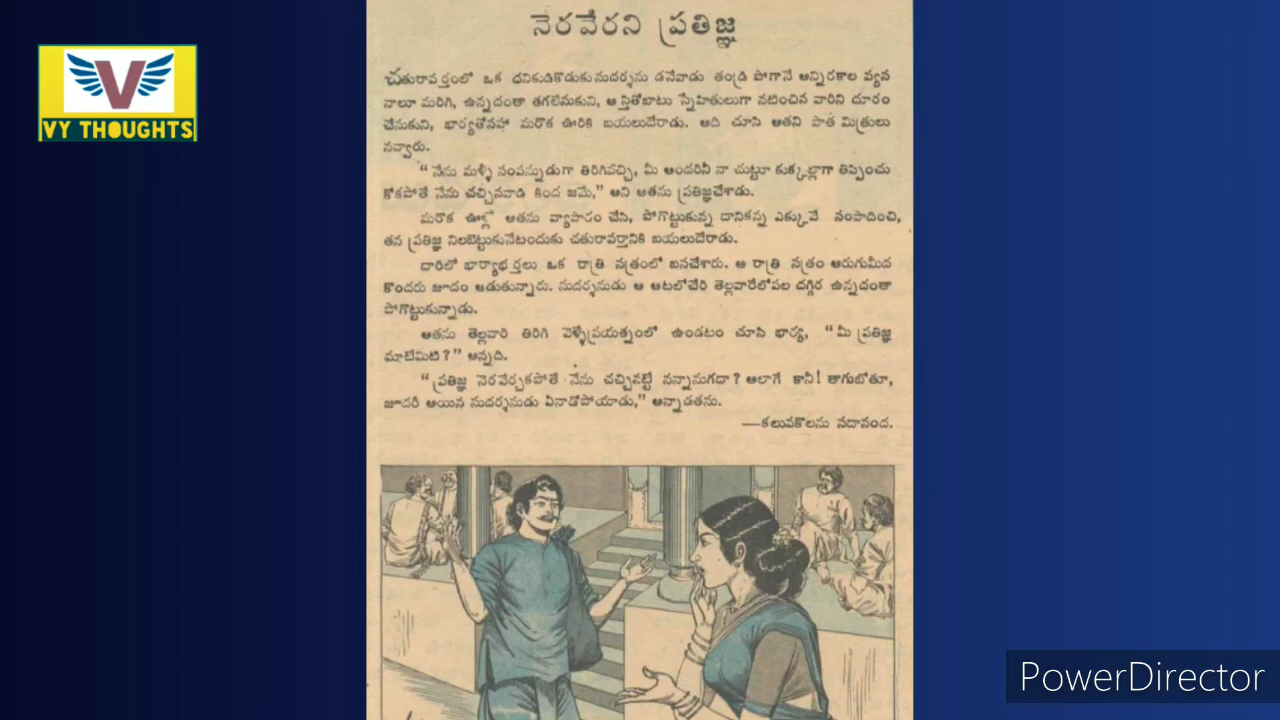 నెరవేరని ప్రతిజ్ఞ
VY THOUGHTS
చతురావర్తంలో ఒక ధనికుడికొడుకు సుదర్శను డనేవాడు తండ్రి పోగానే అన్నిరకాల వ్యస
నాలూ మరిగి, ఉన్నదంతా తగలేసుకుని, ఆస్తితోబాటు స్నేహితులుగా నటించిన వారిని దూరం
చేసుకుని, భార్యతోసహా మరొక ఊరికి బయలుదేరాడు. అది చూసి అతని పాత మిత్రులు
నవ్వారు.
“నేను మళ్ళీ సంపన్నుడుగా తిరిగివచ్చి, మీ అందరినీ నా చుట్టూ కుక్కల్లాగా తిప్పించు
కోకపోతే నేను చచ్చినవాడి కింద జమే,” అని అతను ప్రతిజ్ఞచేశాడు.
మరొక ఊళ్లో అతను వ్యాపారం చేసి, పోగొట్టుకున్న దానికన్న ఎక్కువే సంపాదించి,
తన ప్రతిజ్ఞ నిలబెట్టుకునేటందుకు చతురావర్తానికి బయలుదేరాడు.
దారిలో భార్యాభర్తలు ఒక రాత్రి సత్రంలో బసచేశారు. ఆ రాత్రి సత్రం అరుగుమీద
కొందరు జూదం ఆడుతున్నారు. సుదర్శనుడు ఆ ఆటలోచేరి తెల్లవారేలోపల దగ్గిర ఉన్నదంతా
పోగొట్టుకున్నాడు.
అతను తెల్లవారి తిరిగి వెళ్ళేప్రయత్నంలో ఉండటం చూసి భార్య, “మీ ప్రతిజ్ఞ
మాటేమిటి?” అన్నది.
“ప్రతిజ్ఞ నెరవేర్చకపోతే నేను చచ్చినట్టే నన్నానుగదా? అలాగే కానీ! తాగుబోతూ,
జూదరీ అయిన సుదర్శనుడు ఏనాడోపోయాడు,” అన్నాడతను.
—కలువకొలను సదానంద.
PowerDirector